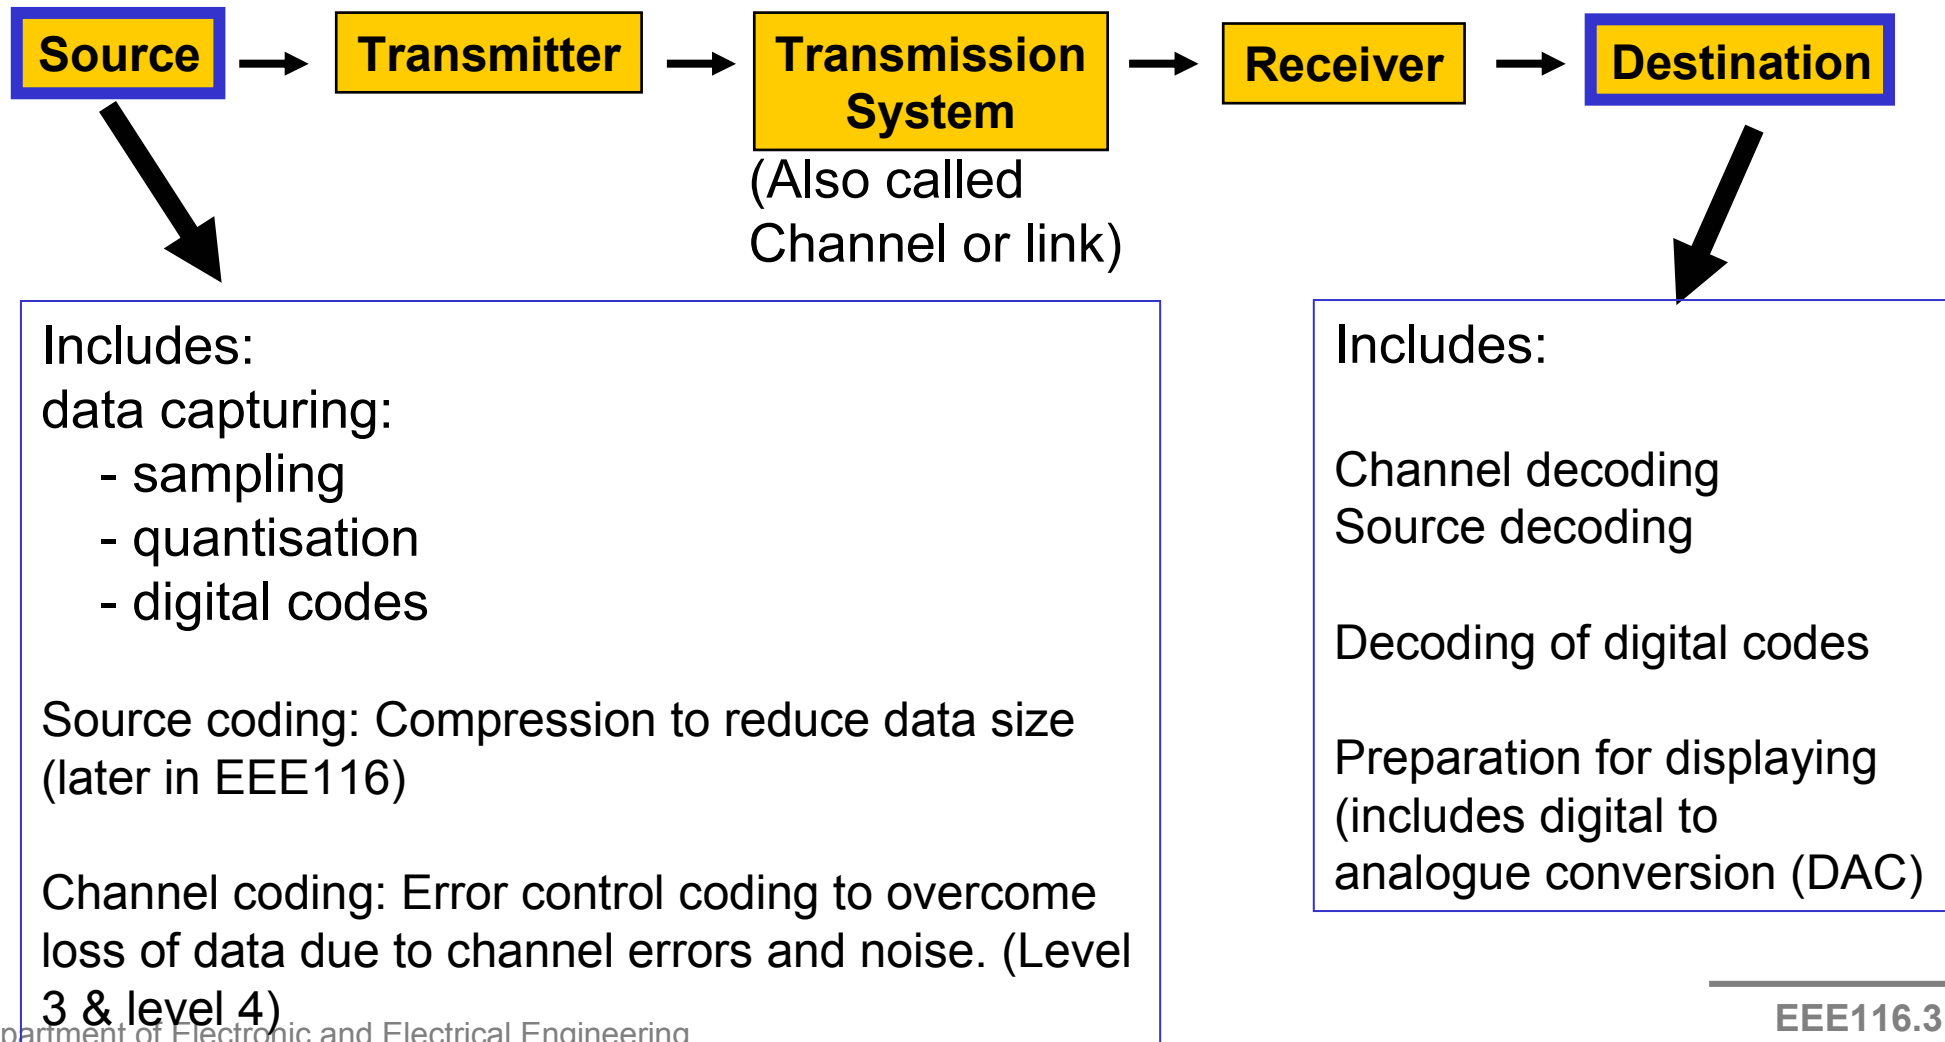 Source
Transmitter
Transmission
System
Receiver
Destination
(Also called
Channel or link)
Includes:
data capturing:
- sampling
- quantisation
- digital codes
Source coding: Compression to reduce data size
(later in EEE116)
Channel coding: Error control coding to overcome
loss of data due to channel errors and noise. (Level
3 & level 4)
Includes:
Channel decoding
Source decoding
Decoding of digital codes
Preparation for displaying
(includes digital to
analogue conversion (DAC)
partment of Electronic and Electrical Engineering
EEE116.3